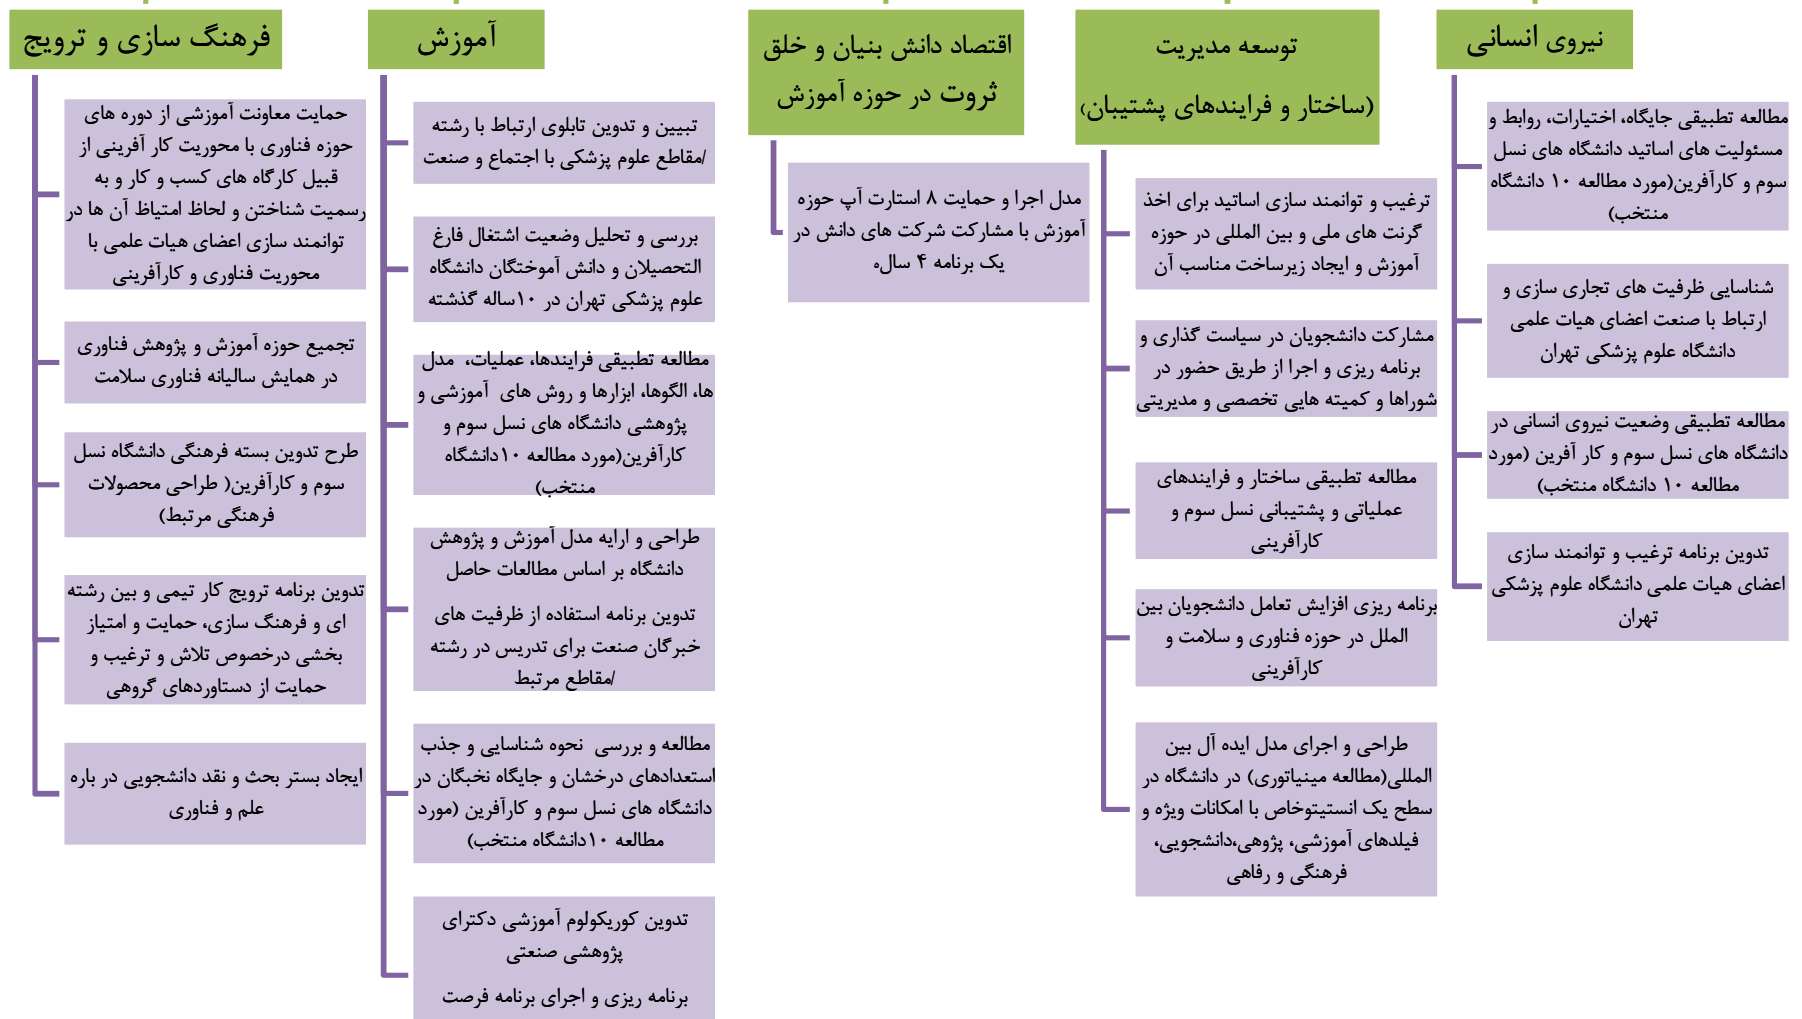 نیروی انسانی
مطالعه تطبیقی جایگاه، اختیارات، روابط و
مسئولیت های اساتید دانشگاه های نسل
سوم و کارآفرین(مورد مطالعه ۱۰ دانشگاه
منتخب)
شناسایی ظرفیت های تجاری سازی و
ارتباط با صنعت اعضای هیات علمی
دانشگاه علوم پزشکی تهران
مطالعه تطبیقی وضعیت نیروی انسانی در
دانشگاه های نسل سوم و کار آفرین (مورد
مطالعه ۱۰ دانشگاه منتخب)
تدوین برنامه ترغیب و توانمند سازی
اعضای هیات علمی دانشگاه علوم پزشکی
تهران
توسعه مدیریت
(ساختار و فرایندهای پشتیبان)
ترغیب و توانمند سازی اساتید برای اخذ
گرنت های ملی و بین المللی در حوزه
آموزش و ایجاد زیرساخت مناسب آن
مشارکت دانشجویان در سیاست گذاری و
برنامه ریزی و اجرا از طریق حضور در
شوراها و کمیته هایی تخصصی و مدیریتی
مطالعه تطبیقی ساختار و فرایندهای
عملیاتی و پشتیبانی نسل سوم و
کارآفرینی
برنامه ریزی افزایش تعامل دانشجویان بین
الملل در حوزه فناوری و سلامت و
کارآفرینی
طراحی و اجرای مدل ایده آل بین
المللی(مطالعه مینیاتوری) در دانشگاه در
سطح یک انستیتوخاص با امکانات ویژه و
فیلدهای آموزشی، پژوهی،دانشجویی،
فرهنگی و رفاهی
اقتصاد دانش بنیان و خلق
ثروت در حوزه آموزش
مدل اجرا و حمایت ۸ استارت آپ حوزه
آموزش با مشارکت شرکت های دانش در
یک برنامه ۴ ساله
آموزش
تبیین و تدوین تابلوی ارتباط با رشته
/مقاطع علوم پزشکی با اجتماع و صنعت
بررسی و تحلیل وضعیت اشتغال فارغ
التحصیلان و دانش آموختگان دانشگاه
علوم پزشکی تهران در ۱۰ساله گذشته
مطالعه تطبیقی فرایندها، عملیات، مدل
ها، الگوها، ابزارها و روش های آموزشی و
پژوهشی دانشگاه های نسل سوم و
کارآفرین(مورد مطالعه ۱۰دانشگاه
منتخب)
طراحی و ارایه مدل آموزش و پژوهش
دانشگاه بر اساس مطالعات حاصل
تدوین برنامه استفاده از ظرفیت های
خبرگان صنعت برای تدریس در رشته
/مقاطع مرتبط
مطالعه و بررسی نحوه شناسایی و جذب
استعدادهای درخشان و جایگاه نخبگان در
دانشگاه های نسل سوم و کارآفرین (مورد
مطالعه ۱۰دانشگاه منتخب)
تدوین کوریکولوم آموزشی دکترای
پژوهشی صنعتی
برنامه ریزی و اجرای برنامه فرصت
فرهنگ سازی و ترویج
حمایت معاونت آموزشی از دوره های
حوزه فناوری با محوریت کار آفرینی از
قبیل کارگاه های کسب و کار و به
رسمیت شناختن و لحاظ امتیاظ آن ها در
توانمند سازی اعضای هیات علمی با
محوریت فناوری و کارآفرینی
تجمیع حوزه آموزش و پژوهش فناوری
در همایش سالیانه فناوری سلامت
طرح تدوین بسته فرهنگی دانشگاه نسل
سوم و کارآفرین( طراحی محصولات
فرهنگی مرتبط)
تدوین برنامه ترویج کار تیمی و بین رشته
ای و فرهنگ سازی، حمایت و امتیاز
بخشی درخصوص تلاش و ترغیب و
حمایت از دستاوردهای گروهی
ایجاد بستر بحث و نقد دانشجویی در باره
علم و فناوری